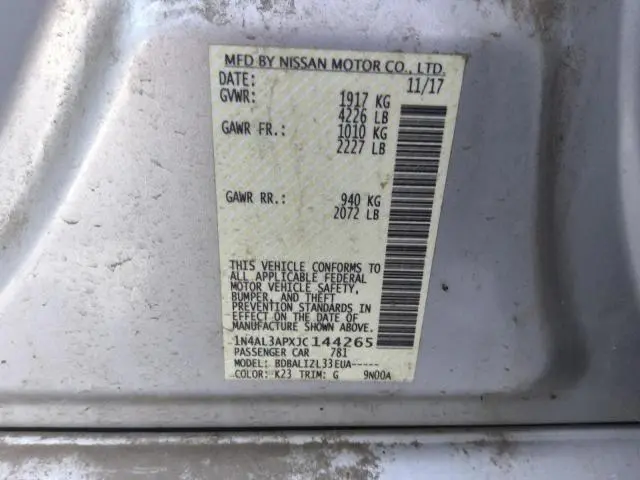 MFD BY NISSAN MOTOR CO., LTD.
DATE: 11/17
GVWR: 1917 KG
4226 LB
GAWR FR.: 1010 KG
2227 LB
GAWR RR.: 940 KG
2072 LB
THIS VEHICLE CONFORMS TO
ALL APPLICABLE FEDERAL
MOTOR VEHICLE SAFETY,
BUMPER, AND THEFT
PREVENTION STANDARDS IN
EFFECT ON THE DATE OF
MANUFACTURE SHOWN ABOVE.
1N4AL3APXJC144265
PASSENGER CAR 781
MODEL: BDBALIZL33EUA-----
COLOR: K23 TRIM: G 9N00A